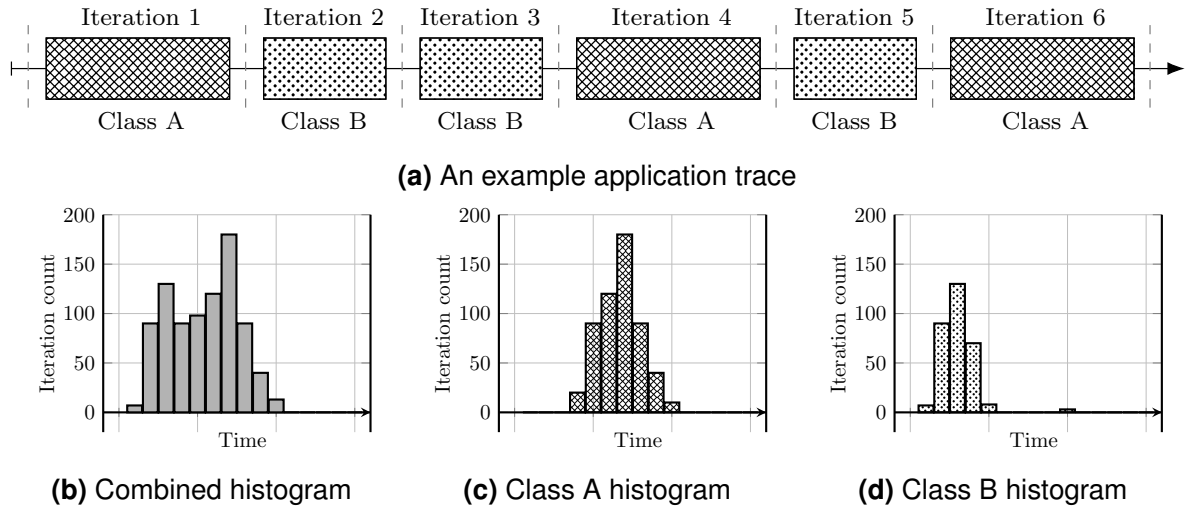 Iteration 1 Iteration 2 Iteration 3 Iteration 4 Iteration 5 Iteration 6
Class A Class B Class B Class A Class B Class A
(a) An example application trace
200
150
100
50
0
Iteration count
Time
(b) Combined histogram
200
150
100
50
0
Iteration count
Time
(c) Class A histogram
200
150
100
50
0
Iteration count
Time
(d) Class B histogram